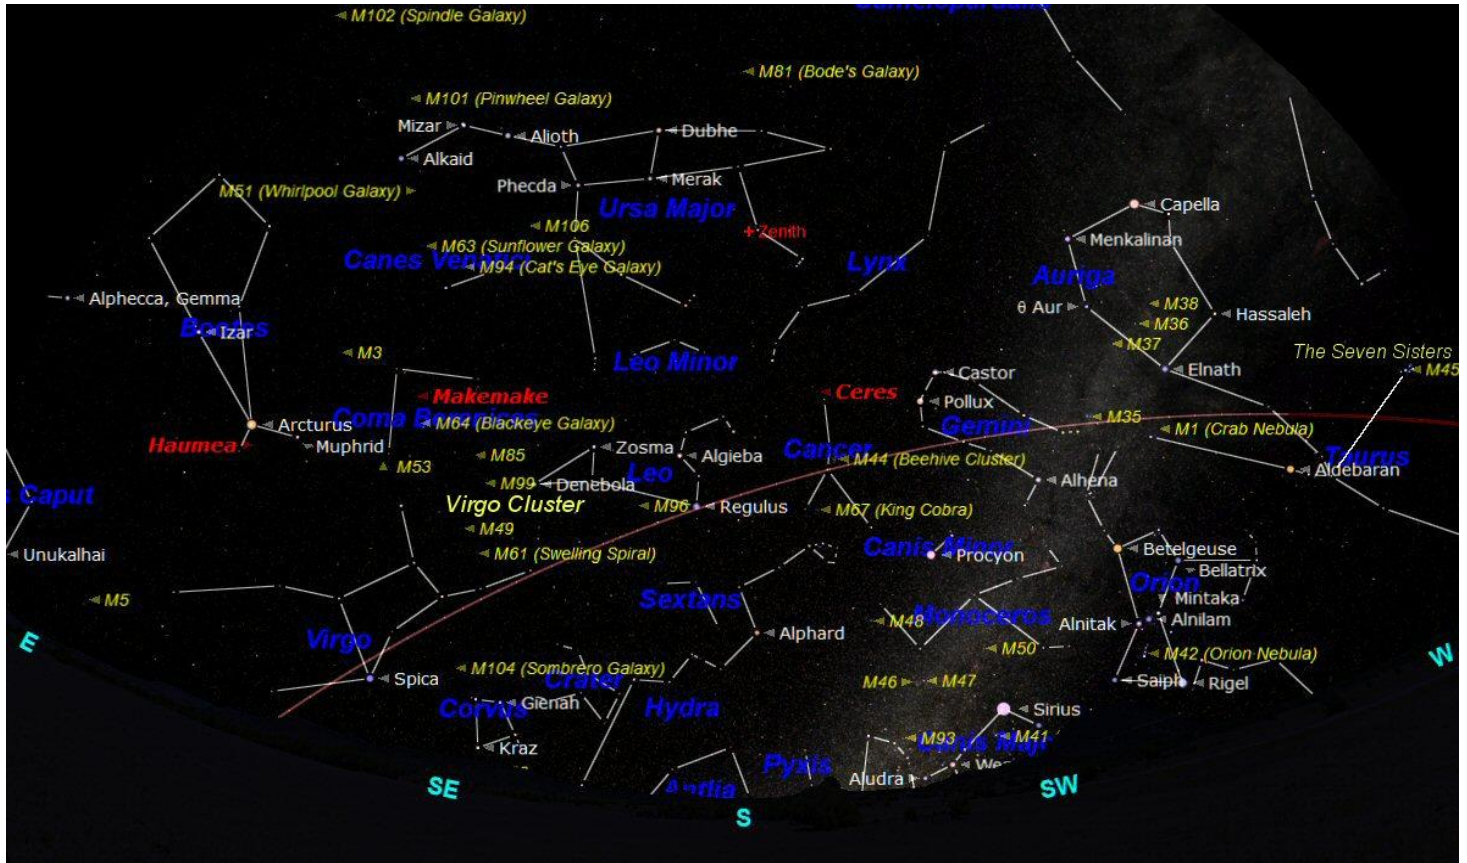 M102 (Spindle Galaxy)
M81 (Bode's Galaxy)
M101 (Pinwheel Galaxy)
Mizar
Alioth
Dubhe
Alkaid
Phecda
Merak
M51 (Whirlpool Galaxy)
Ursa Major
Capella
M106
Zenith
Menkalinan
M63 (Sunflower Galaxy)
Canes Venatici
M94 (Cat's Eye Galaxy)
Lynx
Auriga
Alphecca, Gemma
θ Aur
M38
Hassaleh
M36
Bootes
Izar
M37
M3
Leo Minor
The Seven Sisters
Castor
Elnath
M45
Makemake
Ceres
Pollux
Coma Berenices
M64 (Blackeye Galaxy)
Arcturus
M35
Gemini
M1 (Crab Nebula)
Haumea
Muphrid
Zosma
Algieba
Cancer
M44 (Beehive Cluster)
Taurus
M53
M85
Leo
Aldebaran
M99
Denebola
Alhena
Caput
Virgo Cluster
M96
Regulus
M67 (King Cobra)
M49
Unukalhai
M61 (Swelling Spiral)
Canis Minor
Procyon
Betelgeuse
Bellatrix
Orion
M5
Sextans
Mintaka
Monoceros
M48
Alnitak
Alnilam
E
Virgo
Alphard
M50
M42 (Orion Nebula)
W
M104 (Sombrero Galaxy)
Spica
Crater
M46
M47
Saiph
Rigel
Corvus
Gienah
Hydra
Sirius
Kraz
M93
M41
Canis Majr
Pyxis
Aludra
We
SE
Antlia
SW
S